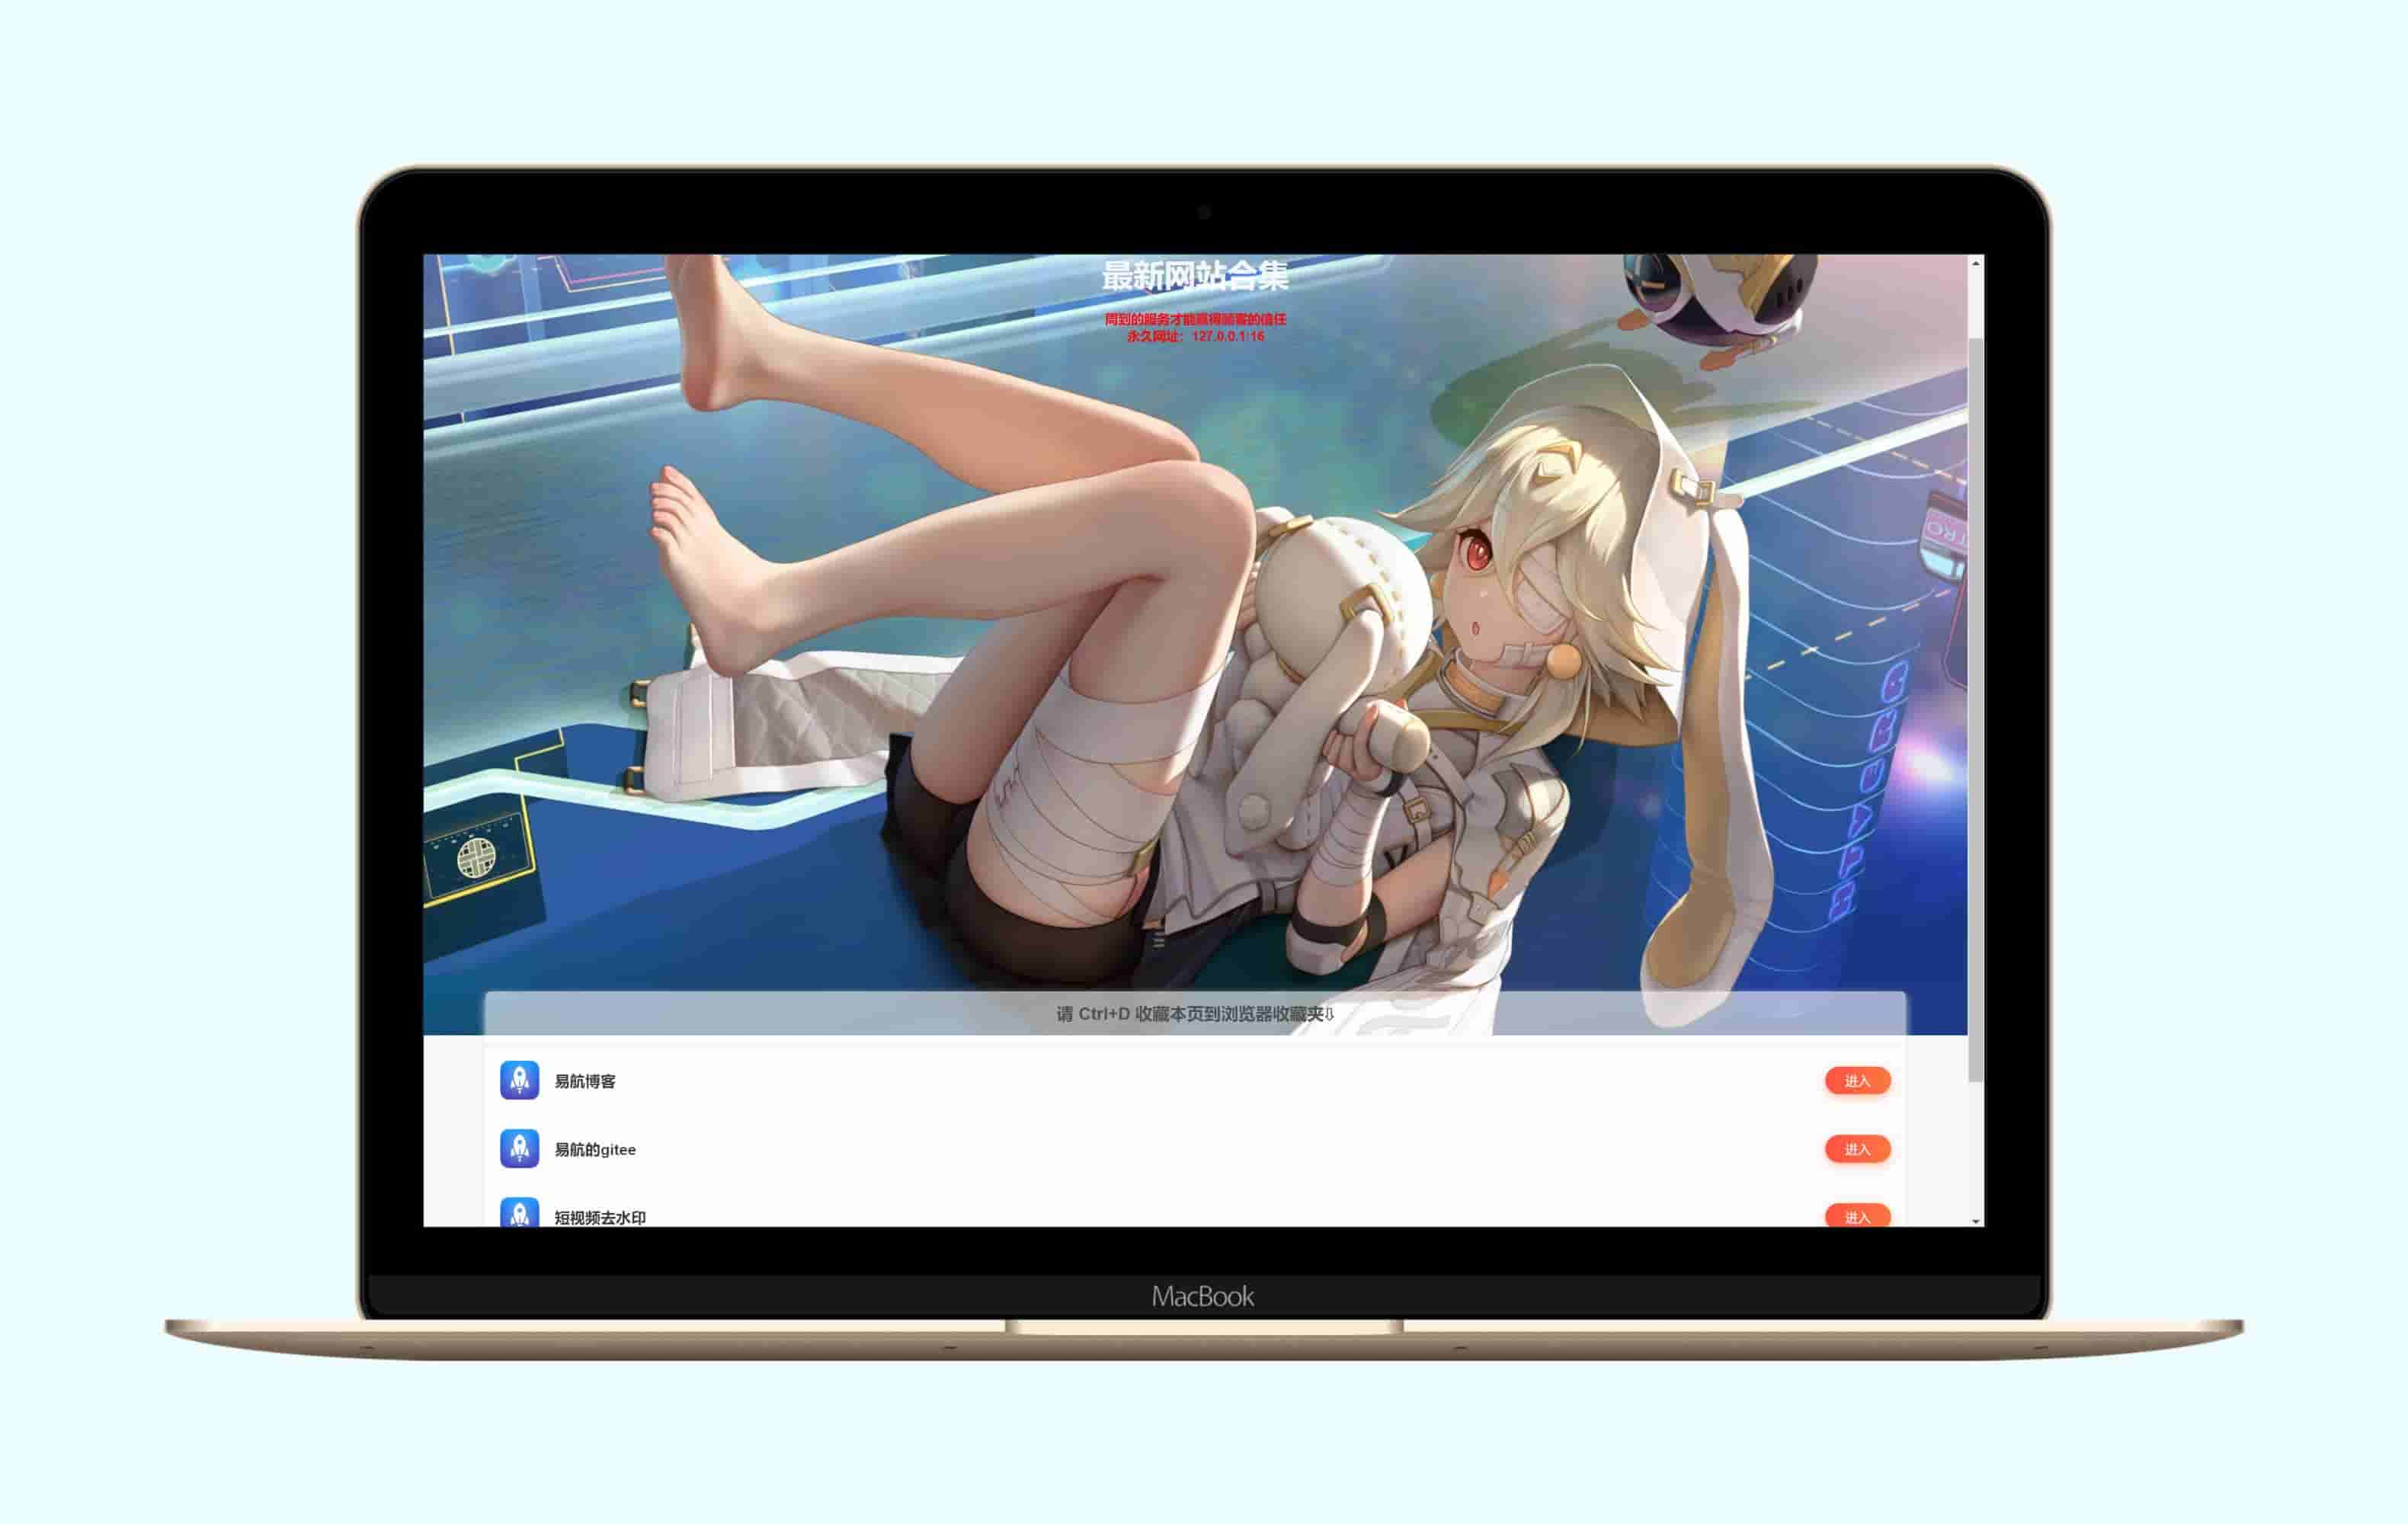 最新网站合集
周到的服务才能赢得顾客的信任
永久网址：127.0.0.1:16
请 Ctrl+D 收藏本页到浏览器收藏夹⇩
易航博客
进入
易航的gitee
进入
短视频去水印
进入
MacBook